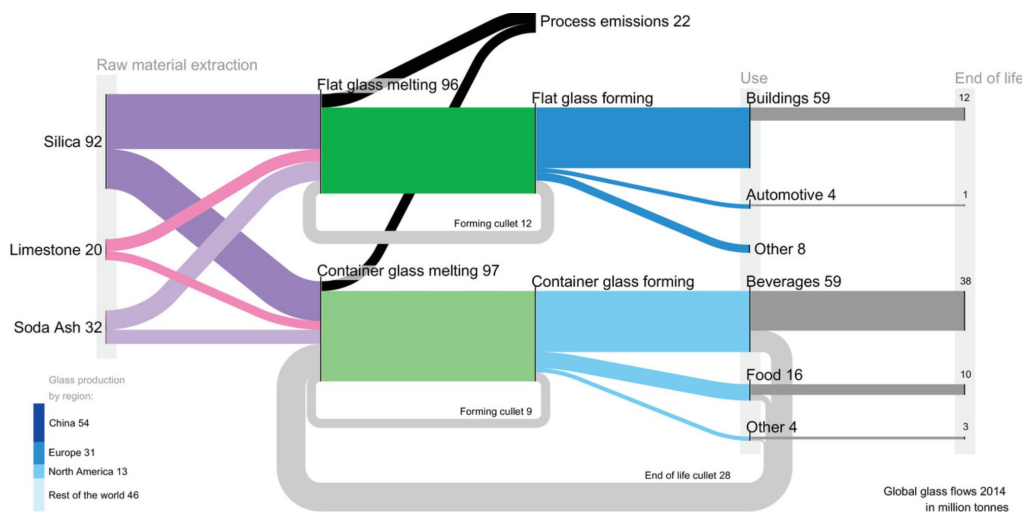 Process emissions 22
Raw material extraction
Flat glass melting 96
Use
End of life
Flat glass forming
Buildings 59
12
Silica 92
Automotive 4
1
Forming cullet 12
Limestone 20
Other 8
Container glass melting 97
Container glass forming
Beverages 59
38
Soda Ash 32
Glass production
by region:
Food 16
10
China 54
Forming cullet 9
Other 4
3
Europe 31
North America 13
End of life cullet 28
Rest of the world 46
Global glass flows 2014
in million tonnes